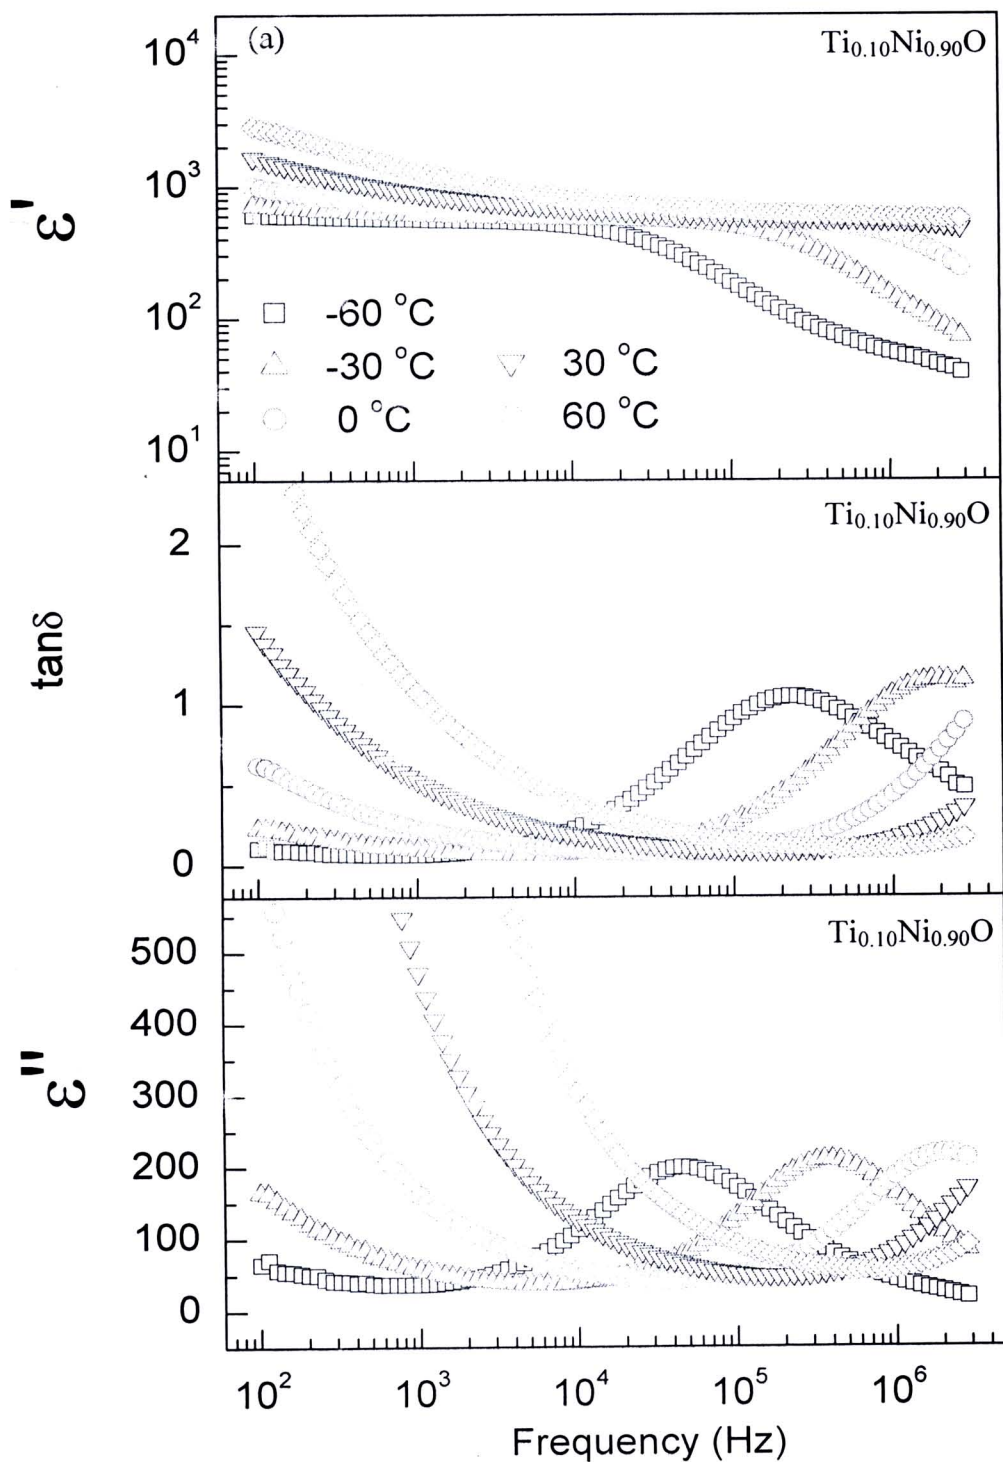 (a)
Ti0.10Ni0.90O
10⁴
10³
10²
10¹
ε'
-60 °C
-30 °C
0 °C
30 °C
60 °C
Ti0.10Ni0.90O
2
1
0
tanδ
Ti0.10Ni0.90O
500
400
300
200
100
0
ε"
10² 10³ 10⁴ 10⁵ 10⁶
Frequency (Hz)